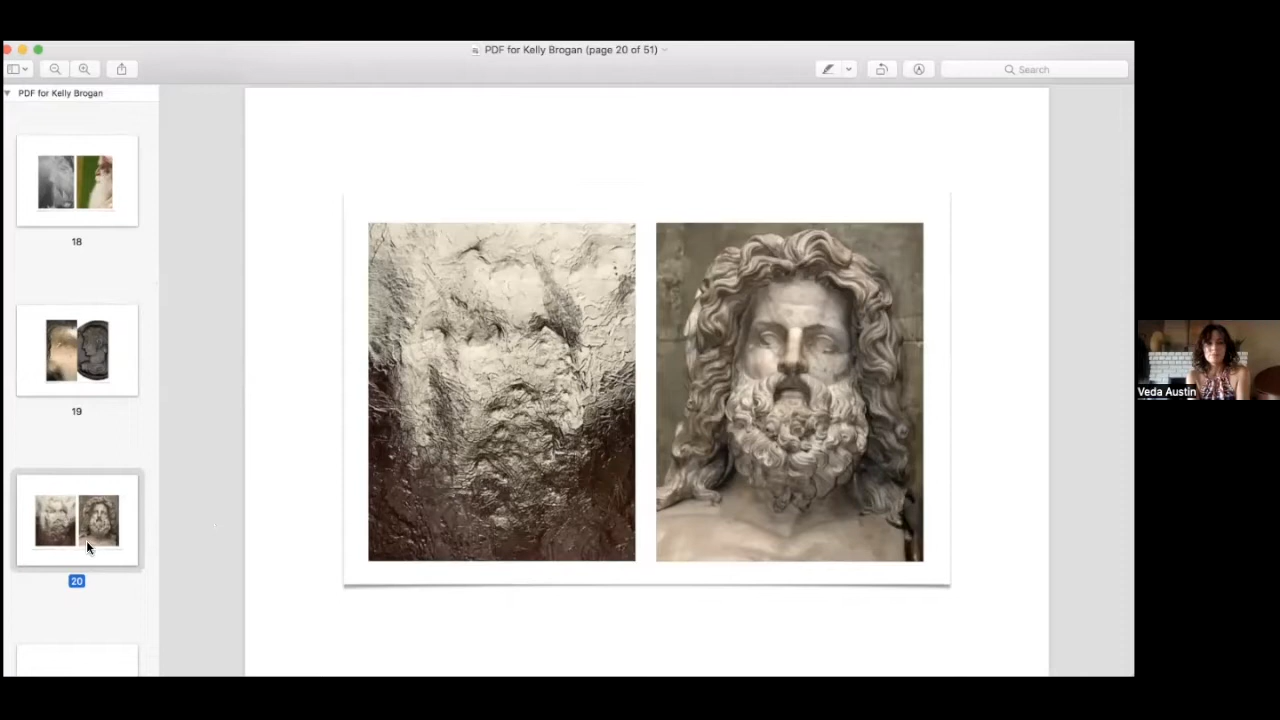 PDF for Kelly Brogan (page 20 of 51)
Search
PDF for Kelly Brogan
18
19
20
Veda Austin